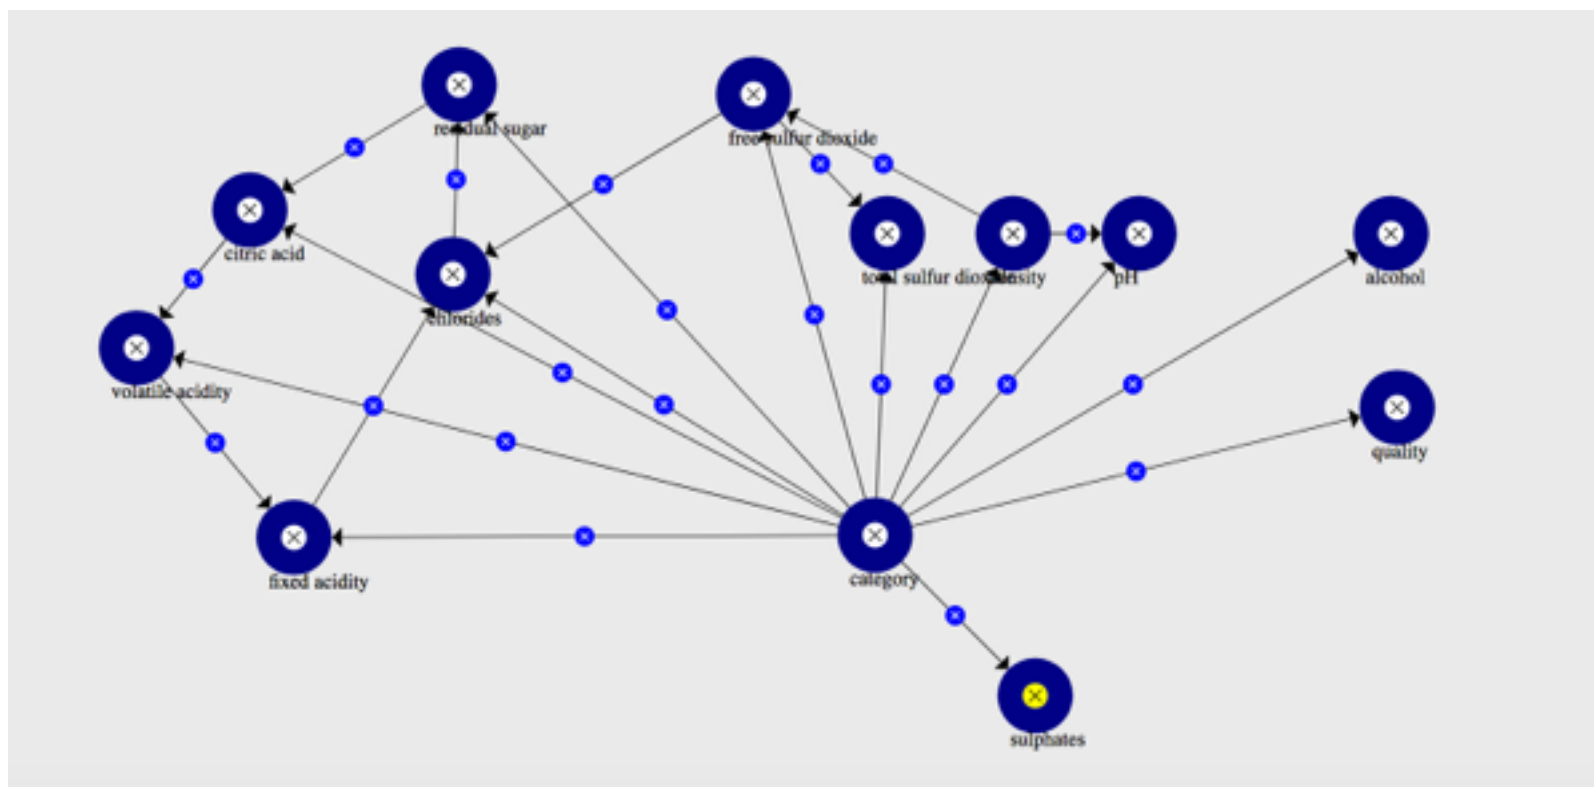 residual sugar
free sulfur dioxide
citric acid
total sulfur dioxide
density
pH
alcohol
chlorides
volatile acidity
quality
fixed acidity
category
sulphates